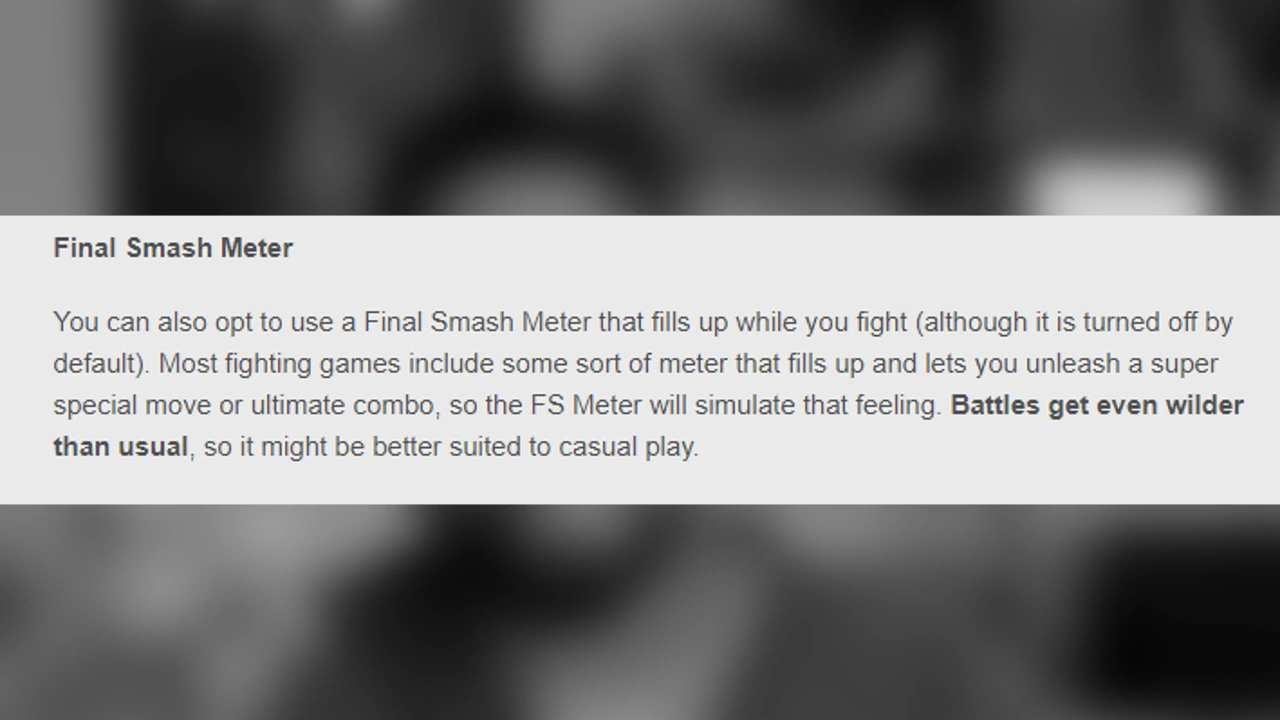 Final Smash Meter
You can also opt to use a Final Smash Meter that fills up while you fight (although it is turned off by
default). Most fighting games include some sort of meter that fills up and lets you unleash a super
special move or ultimate combo, so the FS Meter will simulate that feeling. Battles get even wilder
than usual, so it might be better suited to casual play.